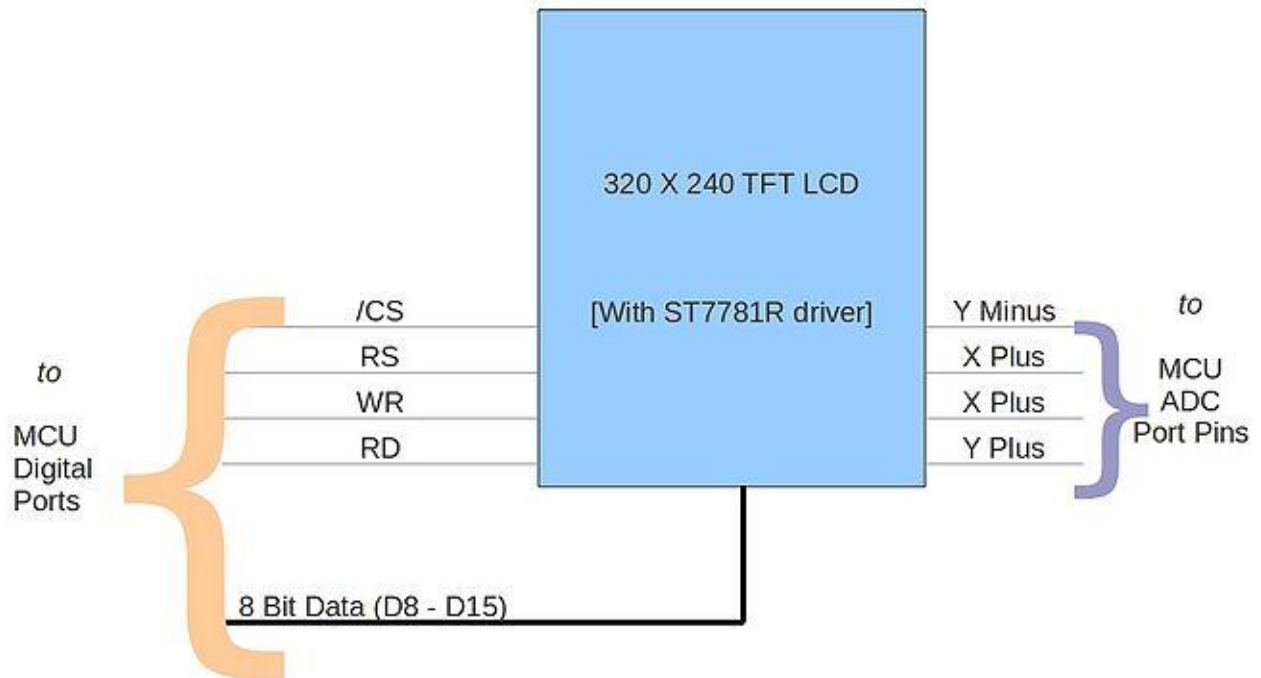 320 X 240 TFT LCD
[With ST7781R driver]
/CS
RS
WR
RD
to
MCU
Digital
Ports
8 Bit Data (D8 - D15)
Y Minus
X Plus
X Plus
Y Plus
to
MCU
ADC
Port Pins